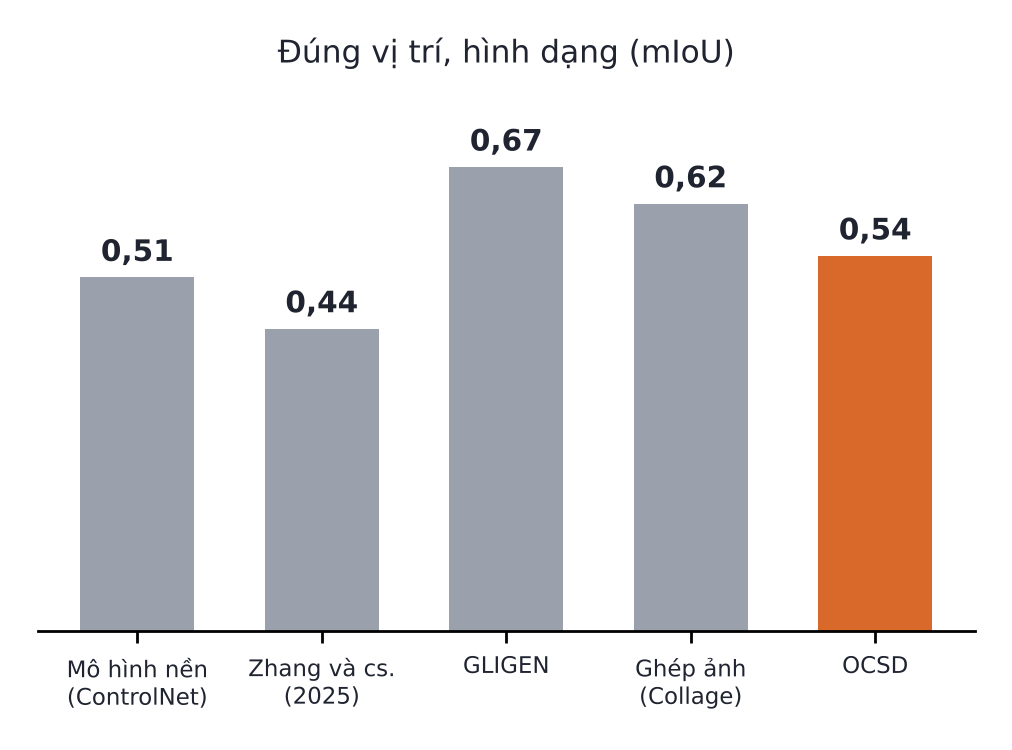 Đúng vị trí, hình dạng (mIoU)
0,51
0,44
0,67
0,62
0,54
Mô hình nền
(ControlNet)
Zhang và cs.
(2025)
GLIGEN
Ghép ảnh
(Collage)
OCSD